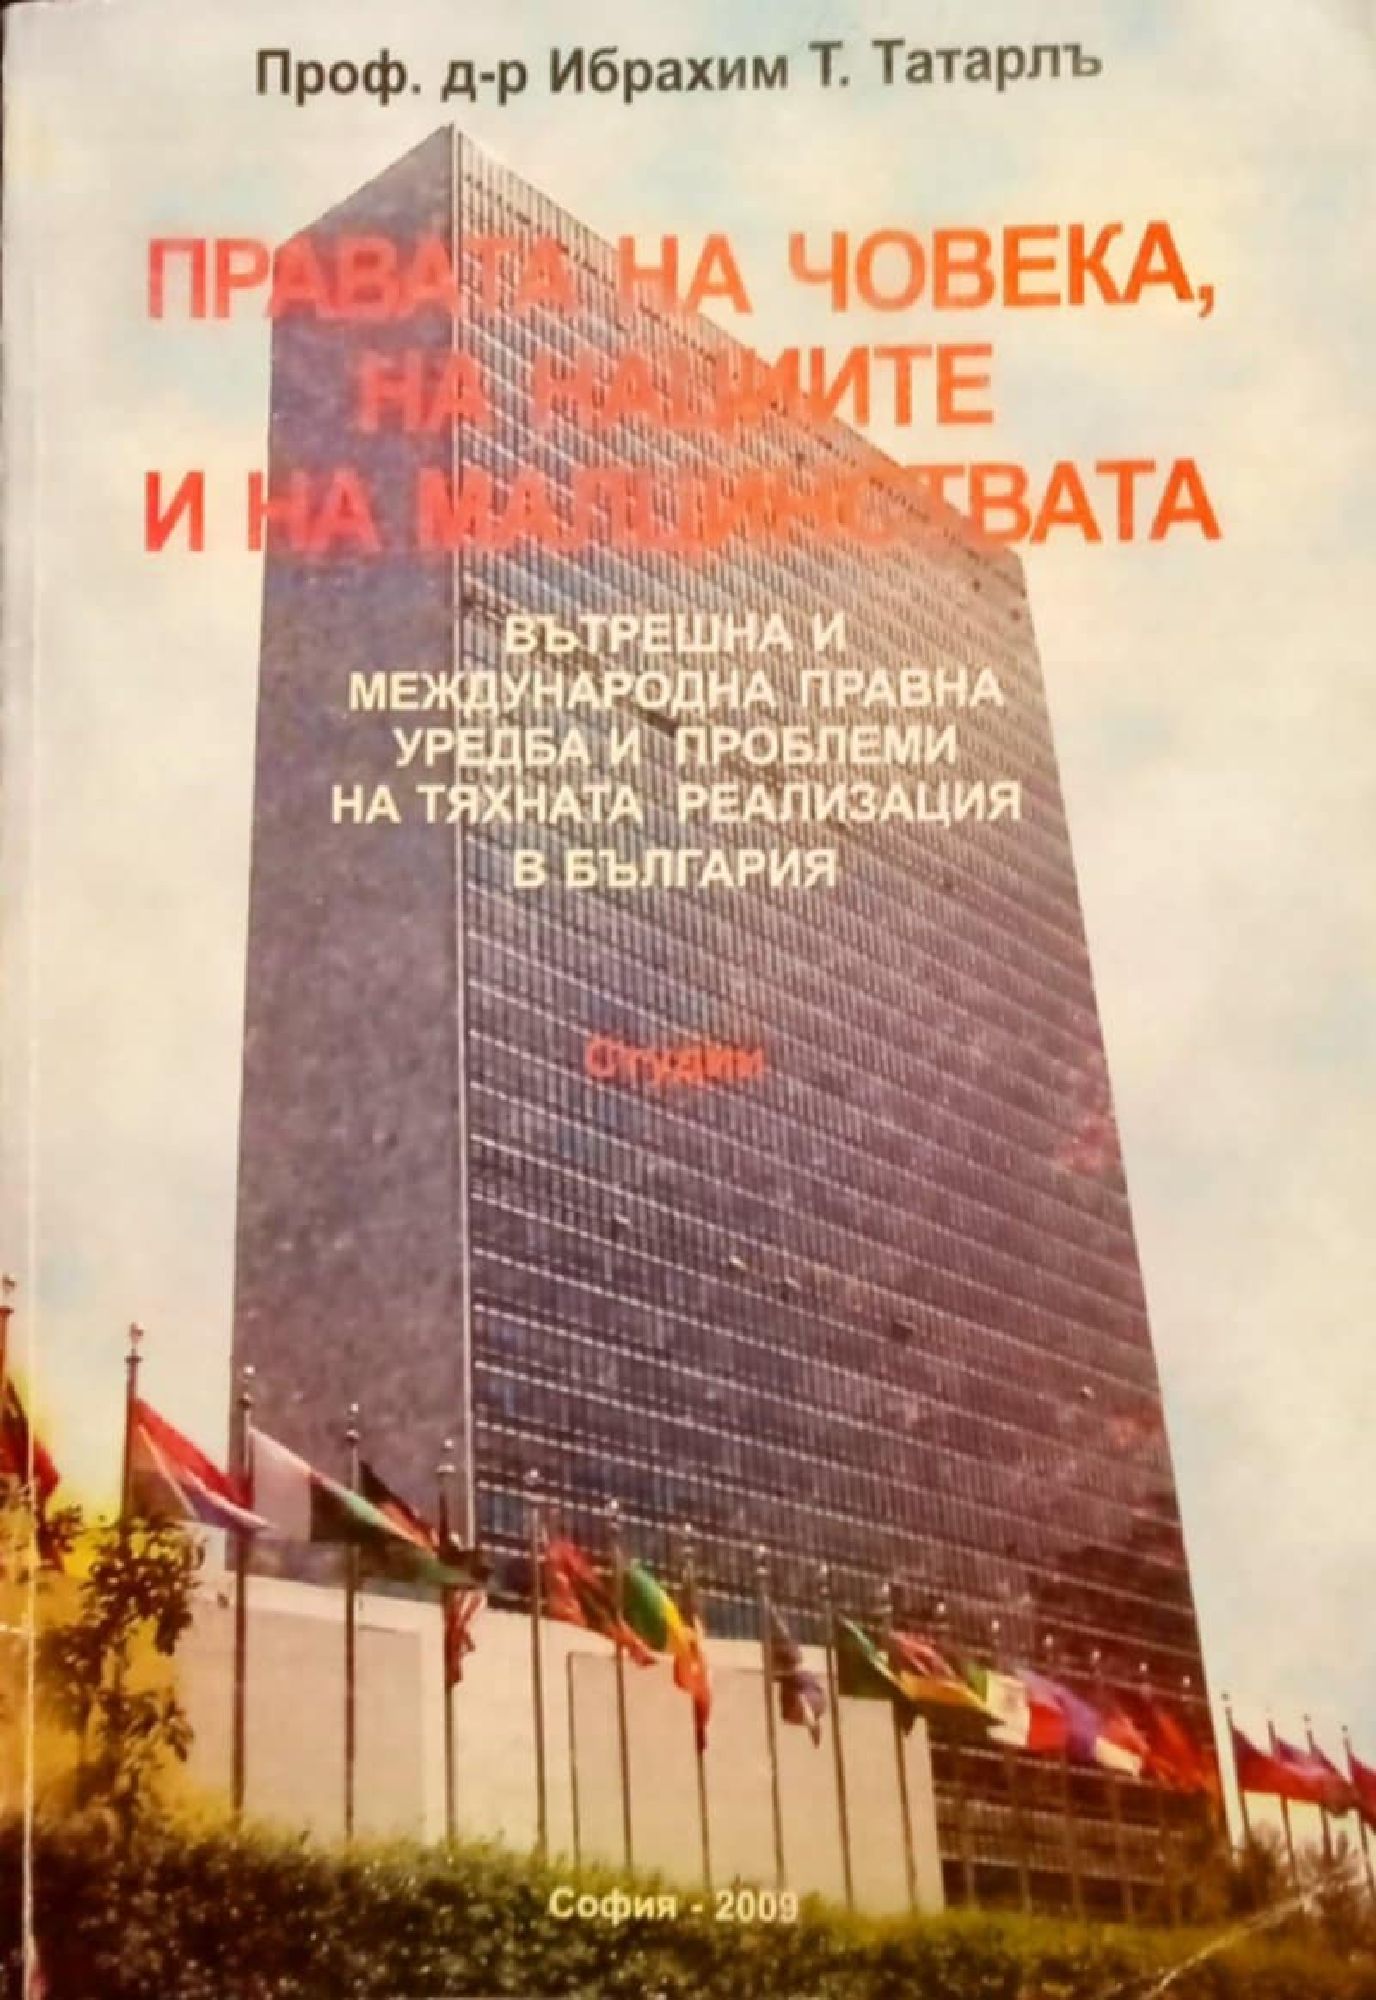 Проф. д-р Ибрахим Т. Татарлъ
ПРАВАТА НА ЧОВЕКА,
НА НАЦИИТЕ
И НА МАЛЦИНСТВАТА
ВЪТРЕШНА И
МЕЖДУНАРОДНА ПРАВНА
УРЕДБА И ПРОБЛЕМИ
НА ТЯХНАТА РЕАЛИЗАЦИЯ
В БЪЛГАРИЯ
Студии
София - 2009